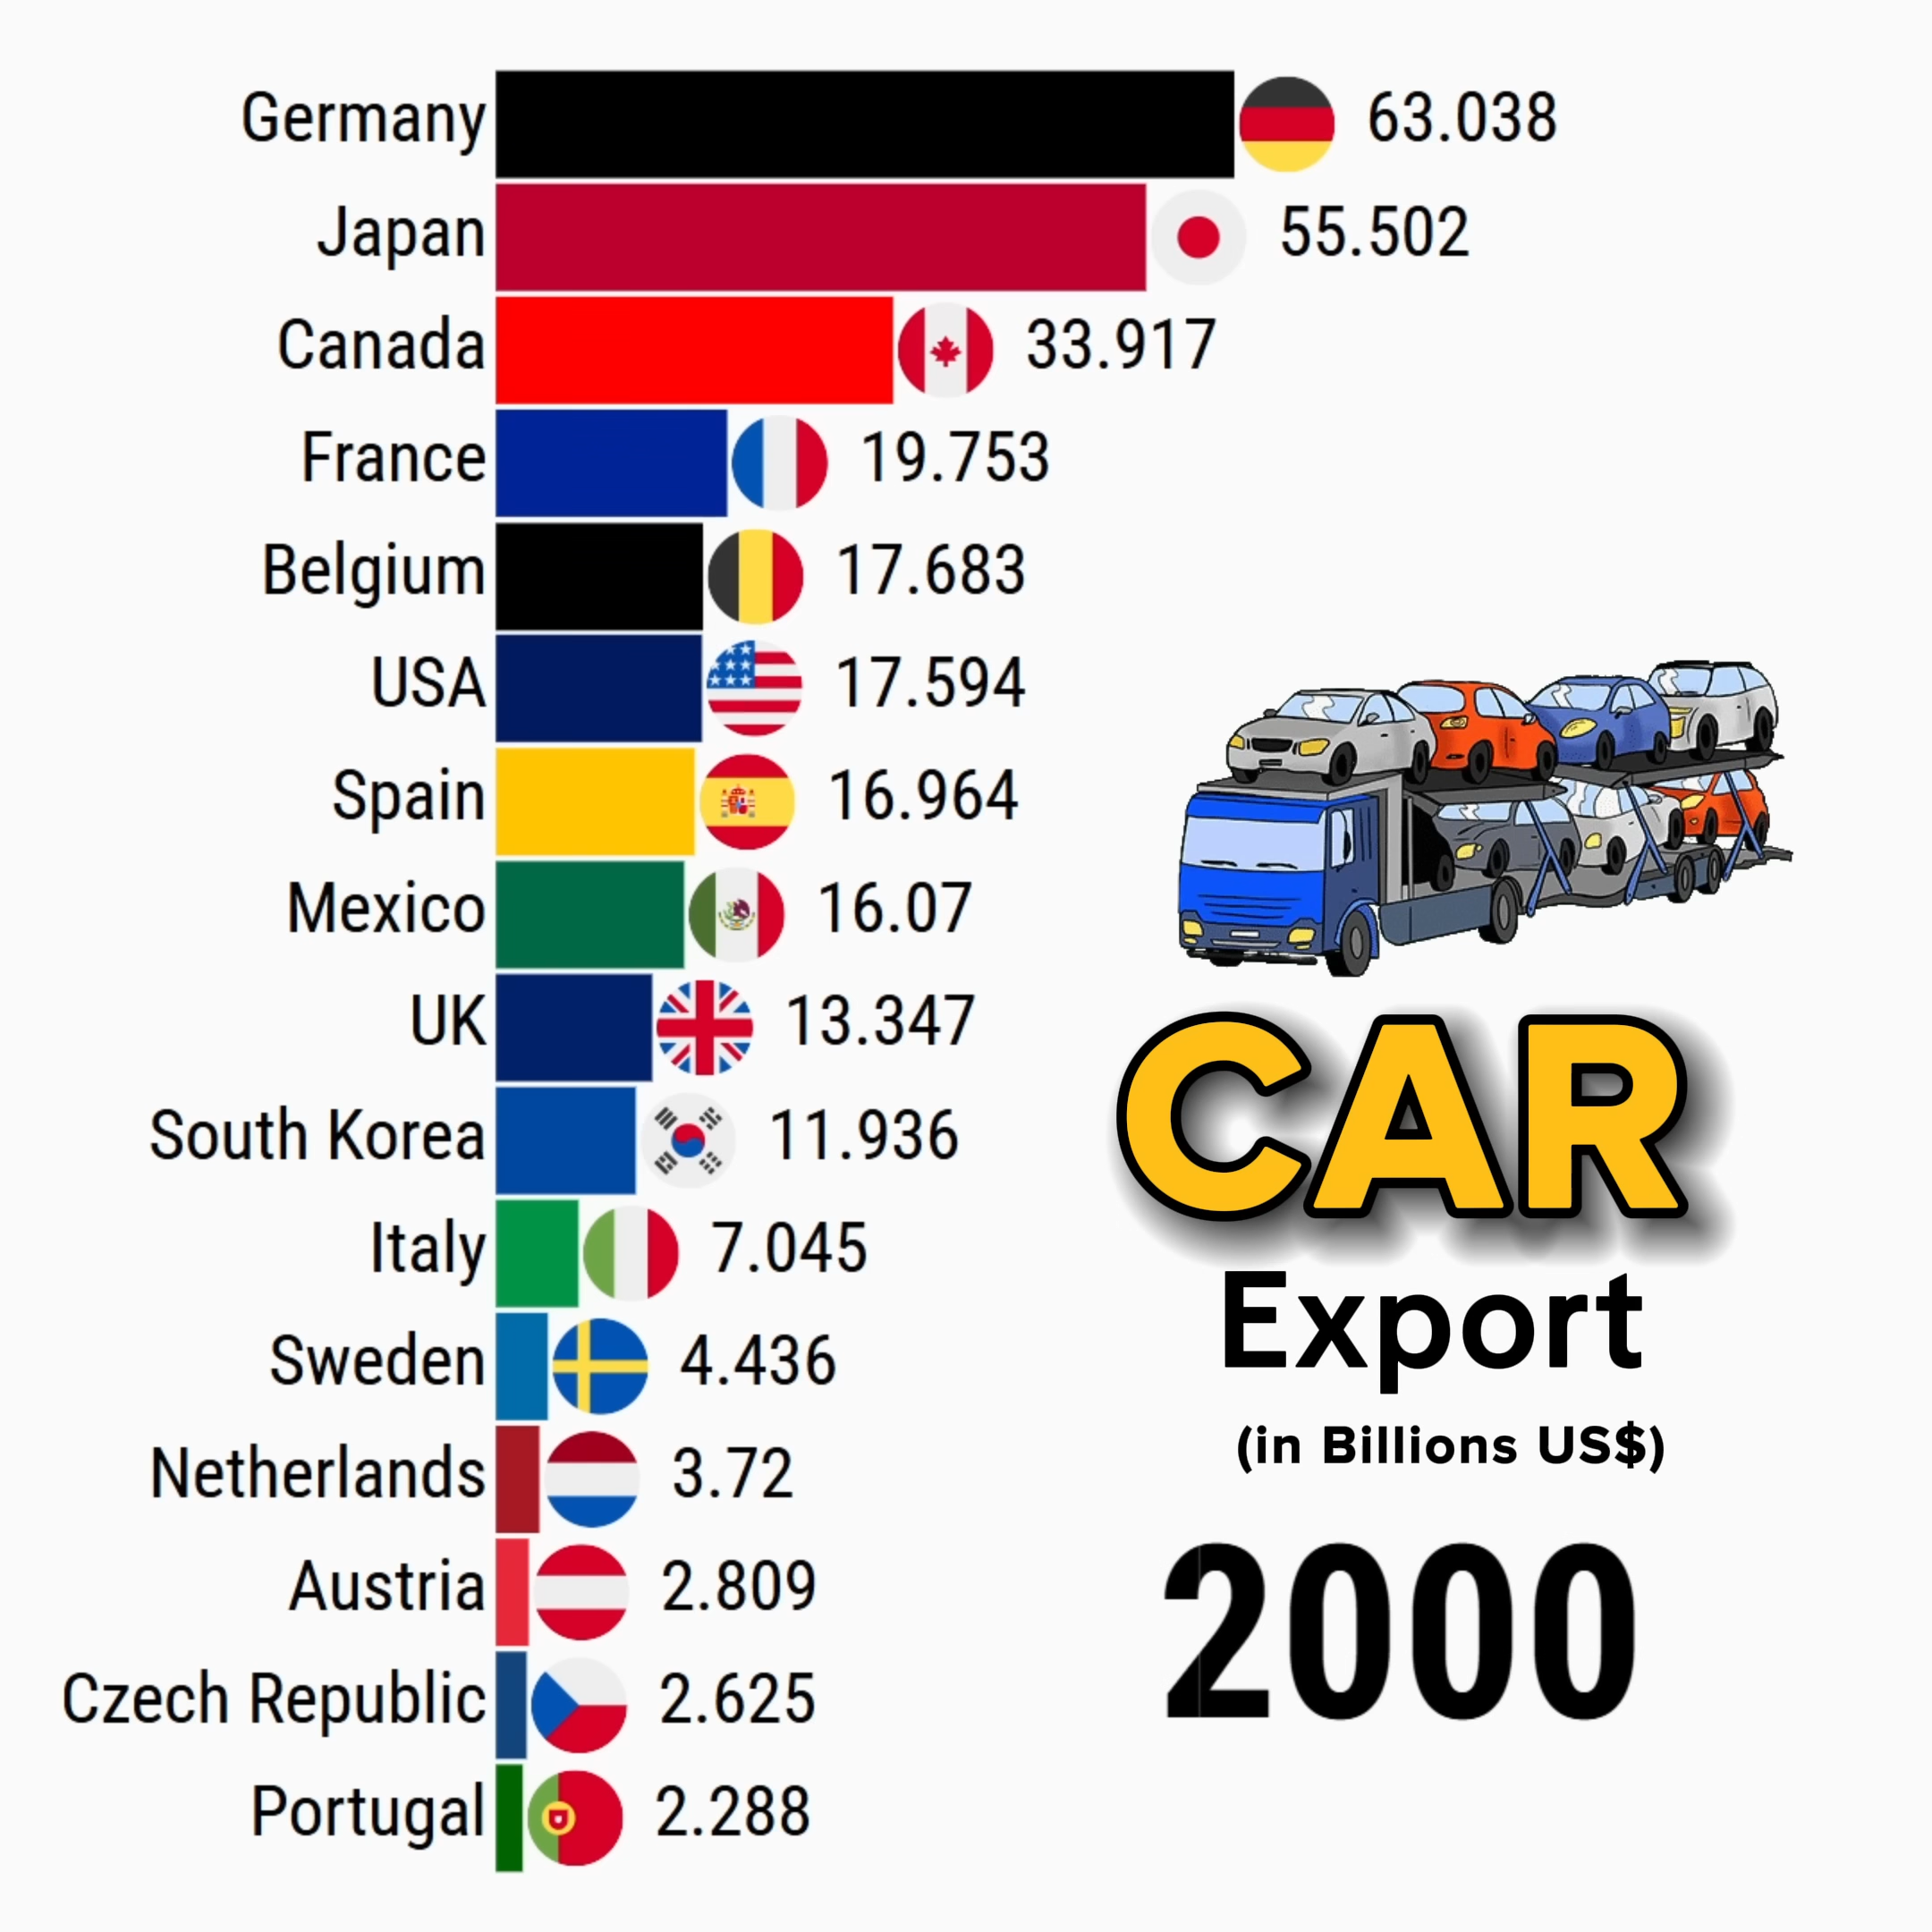 Germany 63.038
Japan 55.502
Canada 33.917
France 19.753
Belgium 17.683
USA 17.594
Spain 16.964
Mexico 16.07
UK 13.347
South Korea 11.936
Italy 7.045
Sweden 4.436
Netherlands 3.72
Austria 2.809
Czech Republic 2.625
Portugal 2.288
CAR
Export
(in Billions US$)
2000